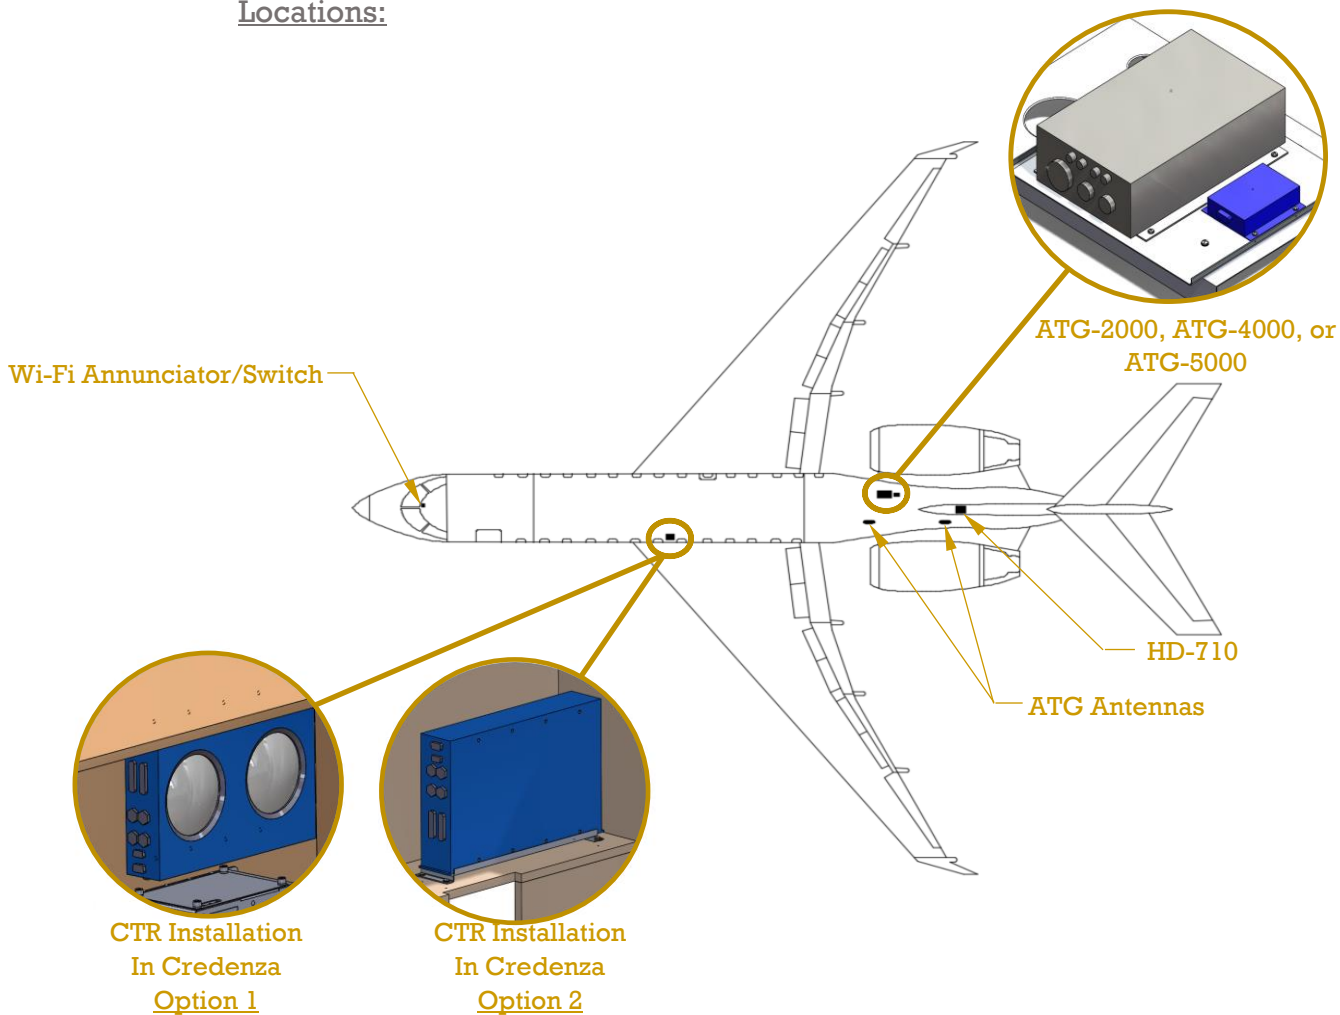 Locations:
ATG-2000, ATG-4000, or
ATG-5000
Wi-Fi Annunciator/Switch
HD-710
ATG Antennas
CTR Installation
In Credenza
Option 1
CTR Installation
In Credenza
Option 2